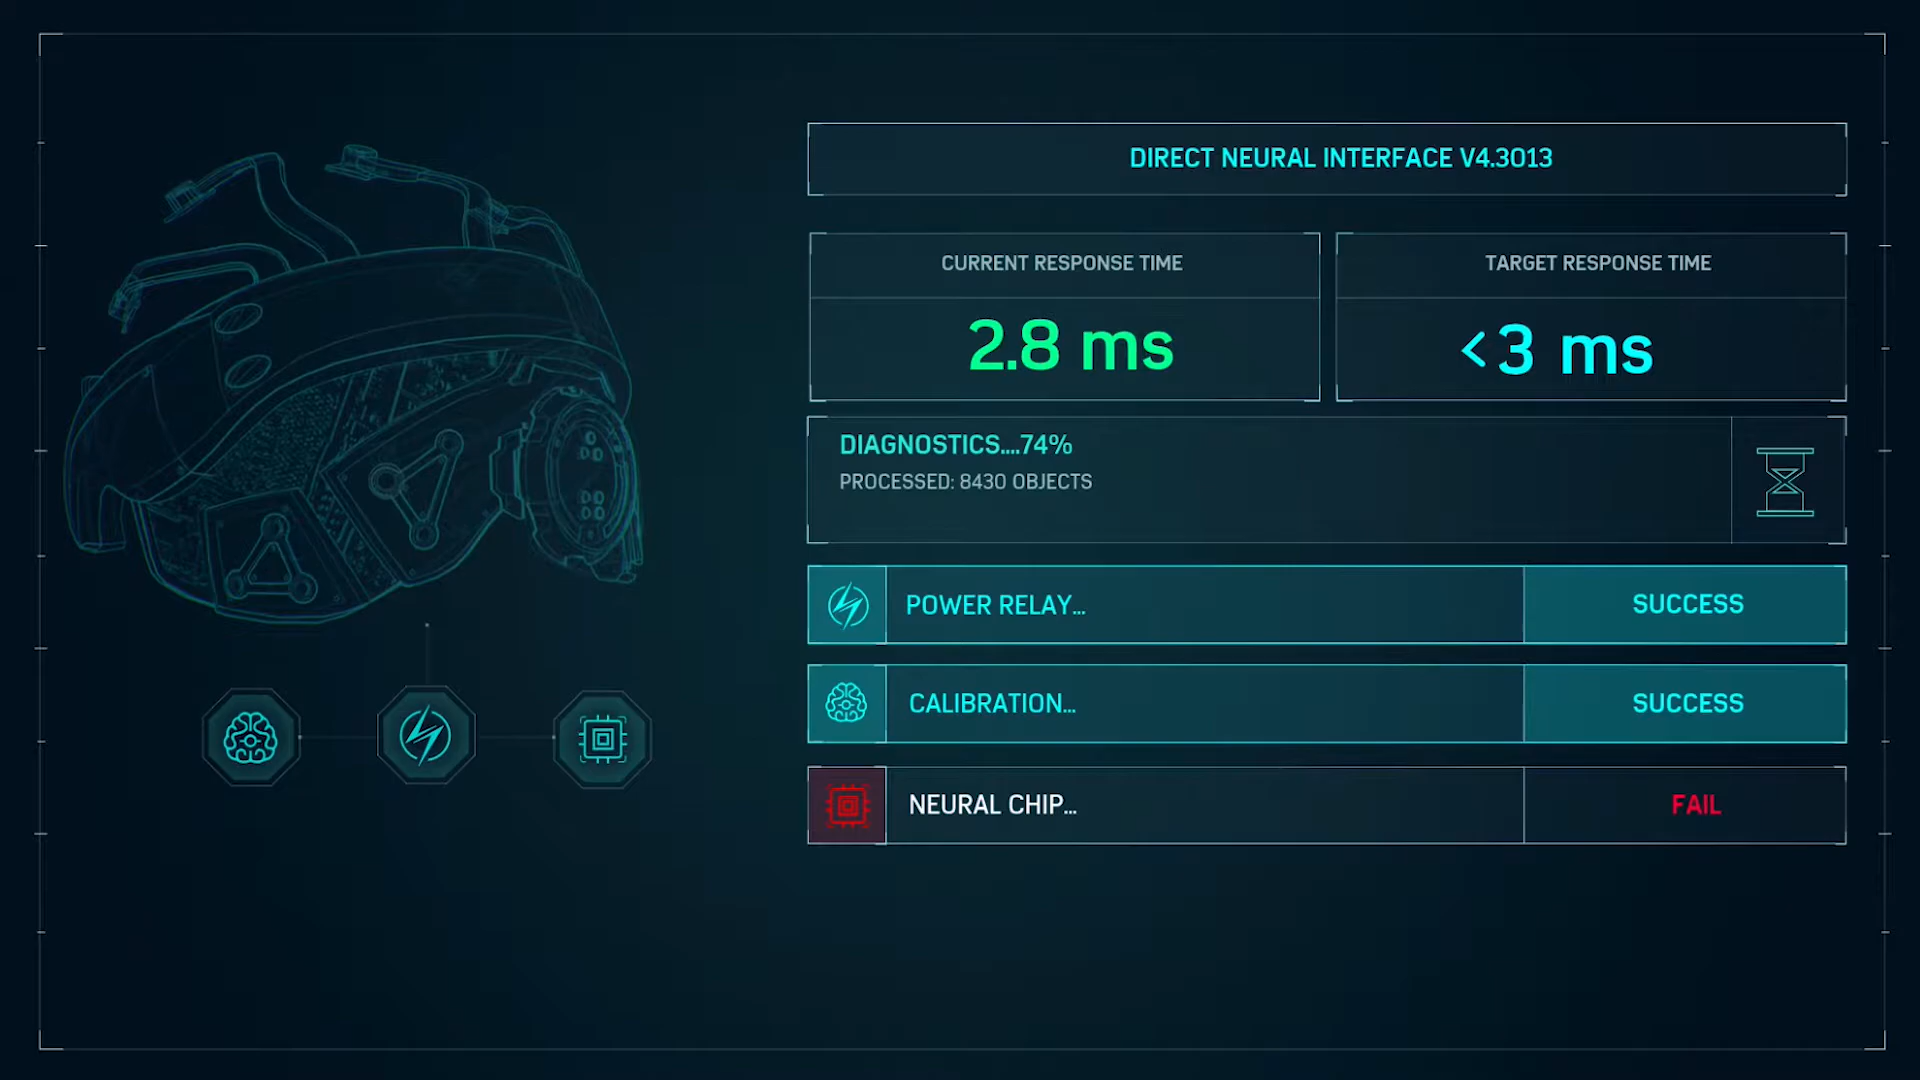 DIRECT NEURAL INTERFACE V4.3013
CURRENT RESPONSE TIME
2.8 ms
TARGET RESPONSE TIME
<3 ms
DIAGNOSTICS....74%
PROCESSED: 8430 OBJECTS
POWER RELAY...
SUCCESS
CALIBRATION...
SUCCESS
NEURAL CHIP...
FAIL